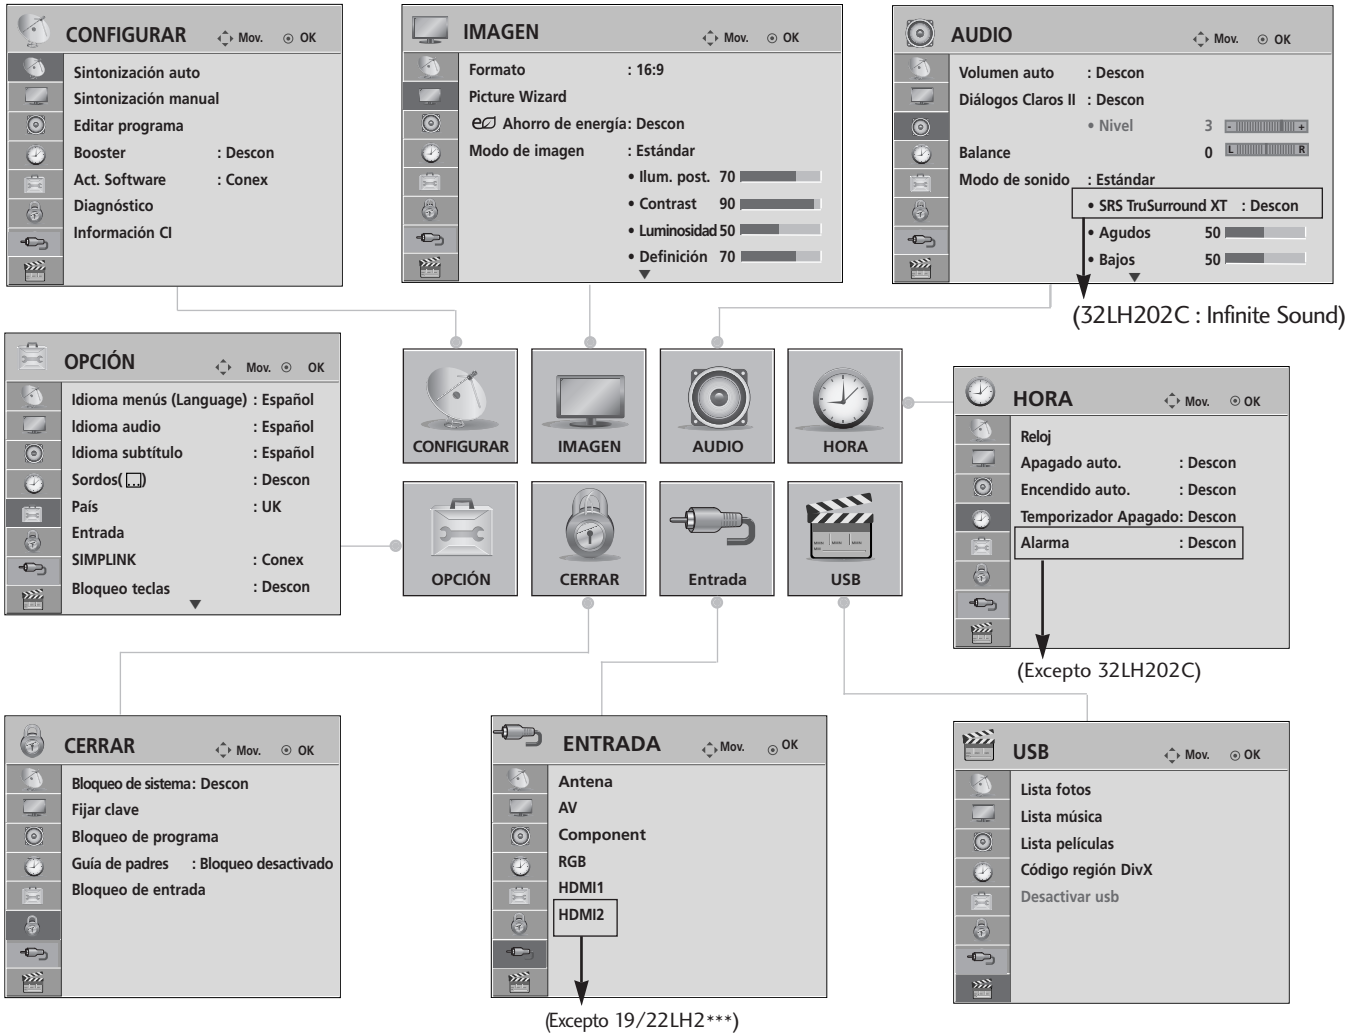 CONFIGURAR Mov. OK
Sintonización auto
Sintonización manual
Editar programa
Booster : Descon
Act. Software : Conex
Diagnóstico
Información CI
IMAGEN Mov. OK
Formato : 16:9
Picture Wizard
e Ahorro de energía: Descon
Modo de imagen : Estándar
• Ilum. post. 70
• Contrast 90
• Luminosidad 50
• Definición 70
AUDIO Mov. OK
Volumen auto : Descon
Diálogos Claros II : Descon
• Nivel 3 - +
Balance 0 L R
Modo de sonido : Estándar
• SRS TruSurround XT : Descon
• Agudos 50
• Bajos 50
(32LH202C : Infinite Sound)
OPCIÓN Mov. OK
Idioma menús (Language) : Español
Idioma audio : Español
Idioma subtítulo : Español
Sordos( ) : Descon
País : UK
Entrada
SIMPLINK : Conex
Bloqueo teclas : Descon
CONFIGURAR
IMAGEN
AUDIO
HORA
OPCIÓN
CERRAR
Entrada
USB
HORA Mov. OK
Reloj
Apagado auto. : Descon
Encendido auto. : Descon
Temporizador Apagado: Descon
Alarma : Descon
(Excepto 32LH202C)
CERRAR Mov. OK
Bloqueo de sistema: Descon
Fijar clave
Bloqueo de programa
Guía de padres : Bloqueo desactivado
Bloqueo de entrada
ENTRADA Mov. OK
Antena
AV
Component
RGB
HDMI1
HDMI2
(Excepto 19/22LH2***)
USB Mov. OK
Lista fotos
Lista música
Lista películas
Código región DivX
Desactivar usb